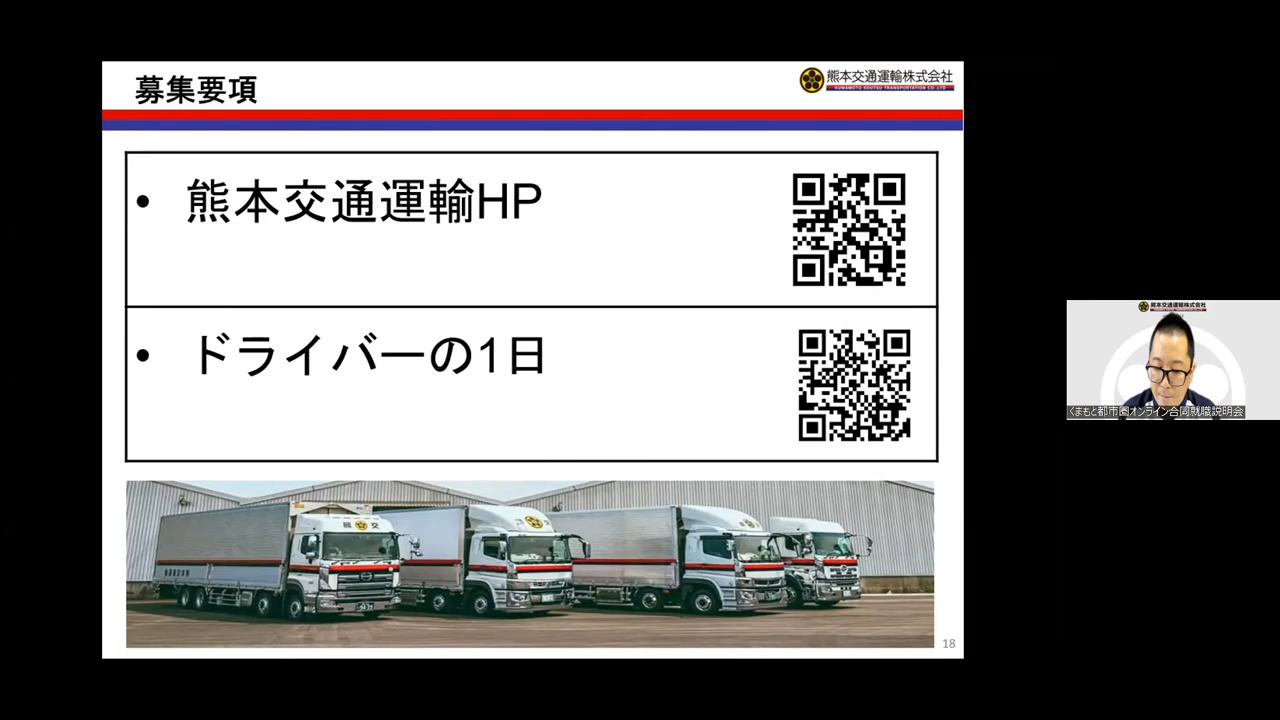 募集要項
熊本交通運輸株式会社
KUMAMOTO KOUTSU TRANSPORTATION CO.,LTD
• 熊本交通運輸HP
• ドライバーの1日
熊 交
18
熊本交通運輸株式会社
くまもと都市圏オンライン合同就職説明会